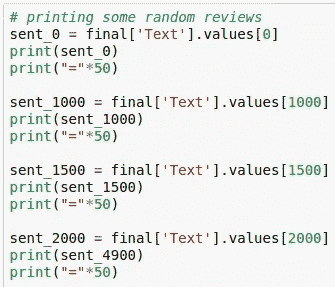 # printing some random reviews
sent_0 = final['Text'].values[0]
print(sent_0)
print("="*50)
sent_1000 = final['Text'].values[1000]
print(sent_1000)
print("="*50)
sent_1500 = final['Text'].values[1500]
print(sent_1500)
print("="*50)
sent_2000 = final['Text'].values[2000]
print(sent_4900)
print("="*50)